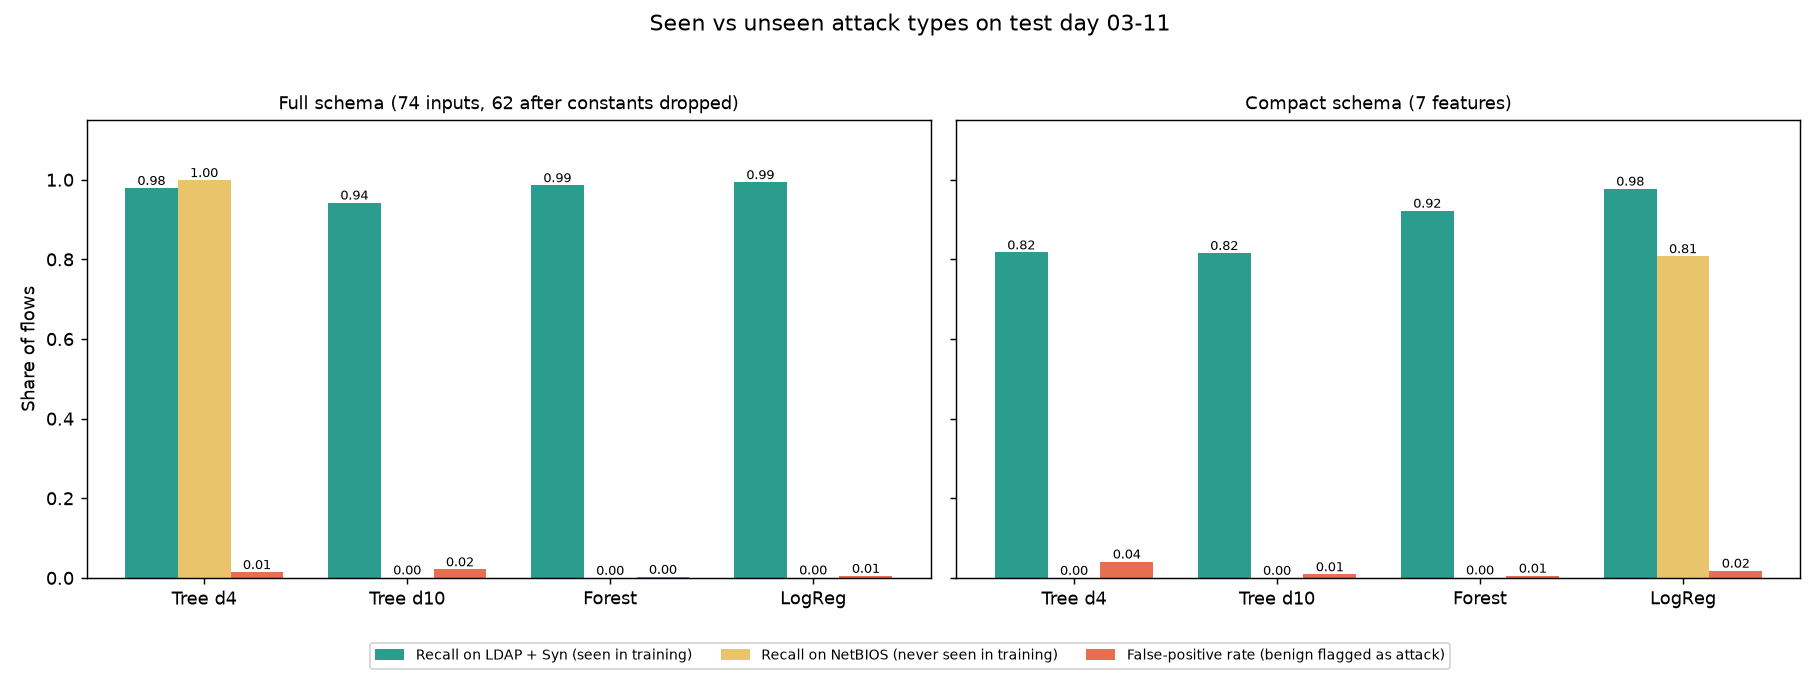 Seen vs unseen attack types on test day 03-11
Full schema (74 inputs, 62 after constants dropped)
Share of flows
1.0
0.8
0.6
0.4
0.2
0.0
0.98
1.00
0.01
0.94
0.00
0.02
0.99
0.00
0.00
0.99
0.00
0.01
Tree d4
Tree d10
Forest
LogReg
Compact schema (7 features)
0.82
0.00
0.04
0.82
0.00
0.01
0.92
0.00
0.01
0.98
0.81
0.02
Tree d4
Tree d10
Forest
LogReg
Recall on LDAP + Syn (seen in training)
Recall on NetBIOS (never seen in training)
False-positive rate (benign flagged as attack)